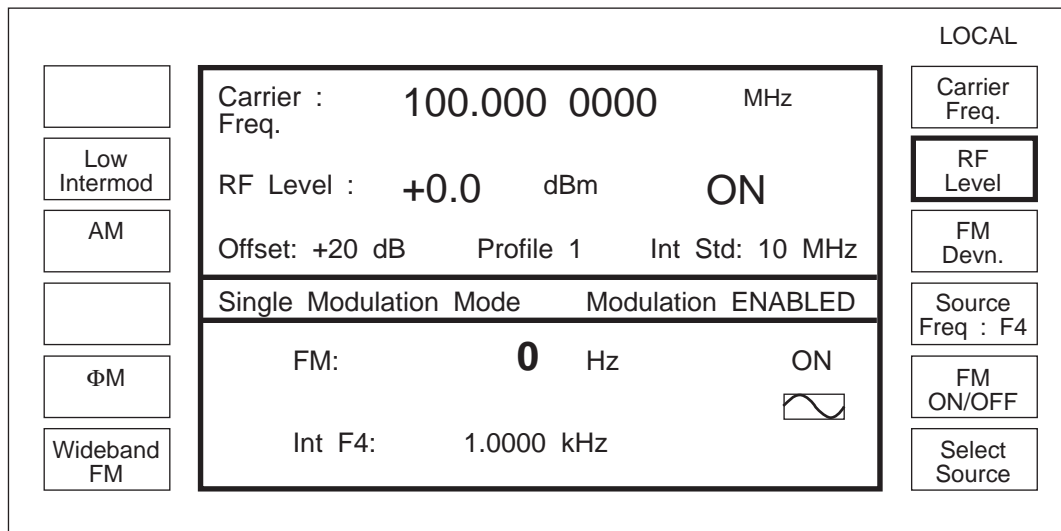 LOCAL
Low
Intermod
AM
ΦM
Wideband
FM
Carrier : 100.000 0000 MHz
Freq.
RF Level : +0.0 dBm ON
Offset: +20 dB Profile 1 Int Std: 10 MHz
Single Modulation Mode Modulation ENABLED
FM: 0 Hz ON
Int F4: 1.0000 kHz
Carrier
Freq.
RF
Level
FM
Devn.
Source
Freq : F4
FM
ON/OFF
Select
Source